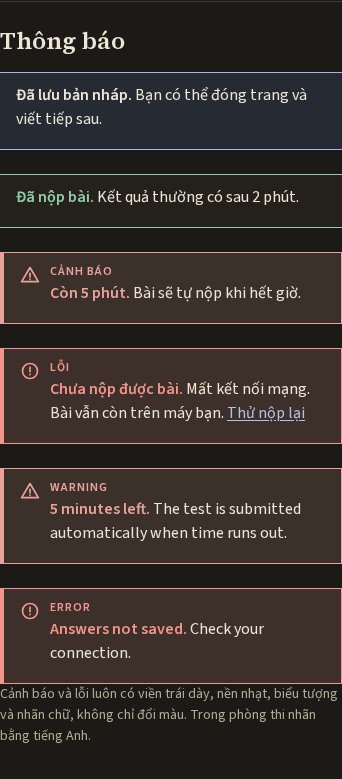 Thông báo
Đã lưu bản nháp. Bạn có thể đóng trang và
viết tiếp sau.
Đã nộp bài. Kết quả thường có sau 2 phút.
CẢNH BÁO
Còn 5 phút. Bài sẽ tự nộp khi hết giờ.
LỖI
Chưa nộp được bài. Mất kết nối mạng.
Bài vẫn còn trên máy bạn. Thử nộp lại
WARNING
5 minutes left. The test is submitted
automatically when time runs out.
ERROR
Answers not saved. Check your
connection.
Cảnh báo và lỗi luôn có viền trái dày, nền nhạt, biểu tượng
và nhãn chữ, không chỉ đổi màu. Trong phòng thi nhãn
bằng tiếng Anh.